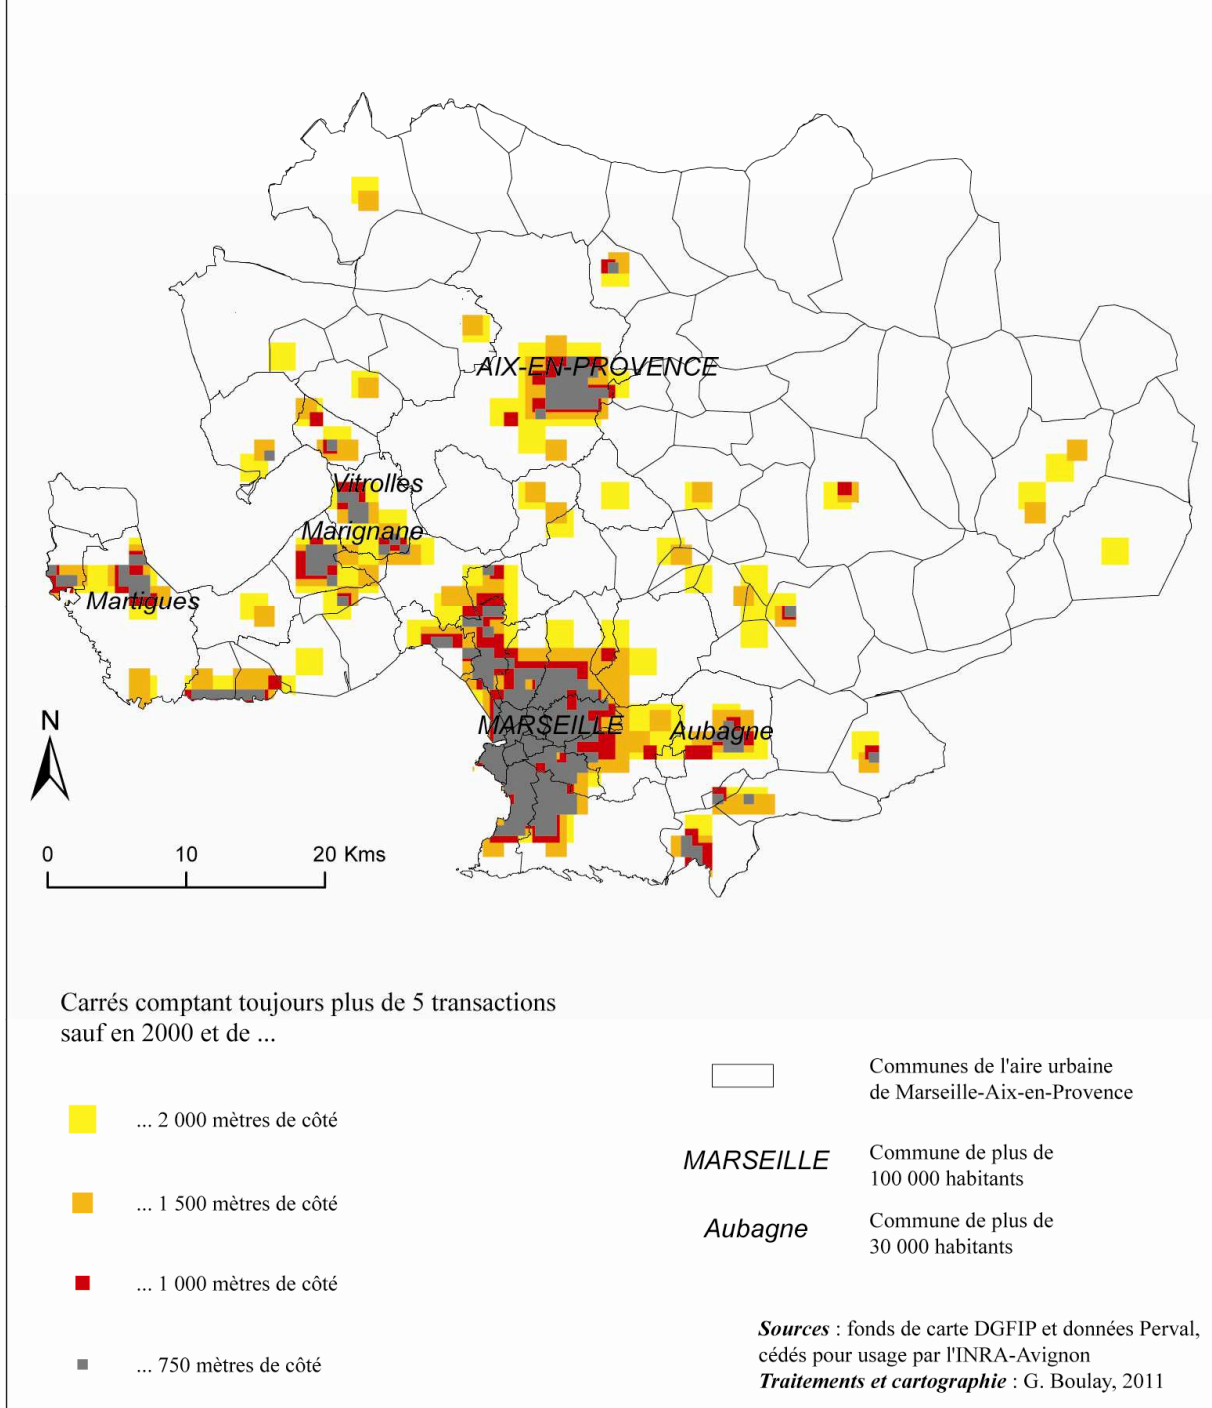 AIX-EN-PROVENCE
Vitrolles
Marignane
Martigues
MARSEILLE
Aubagne
N
0 10 20 Kms
Carrés comptant toujours plus de 5 transactions
sauf en 2000 et de ...
... 2 000 mètres de côté
... 1 500 mètres de côté
... 1 000 mètres de côté
... 750 mètres de côté
Communes de l'aire urbaine
de Marseille-Aix-en-Provence
MARSEILLE
Commune de plus de
100 000 habitants
Aubagne
Commune de plus de
30 000 habitants
Sources : fonds de carte DGFIP et données Perval,
cédés pour usage par l'INRA-Avignon
Traitements et cartographie : G. Boulay, 2011